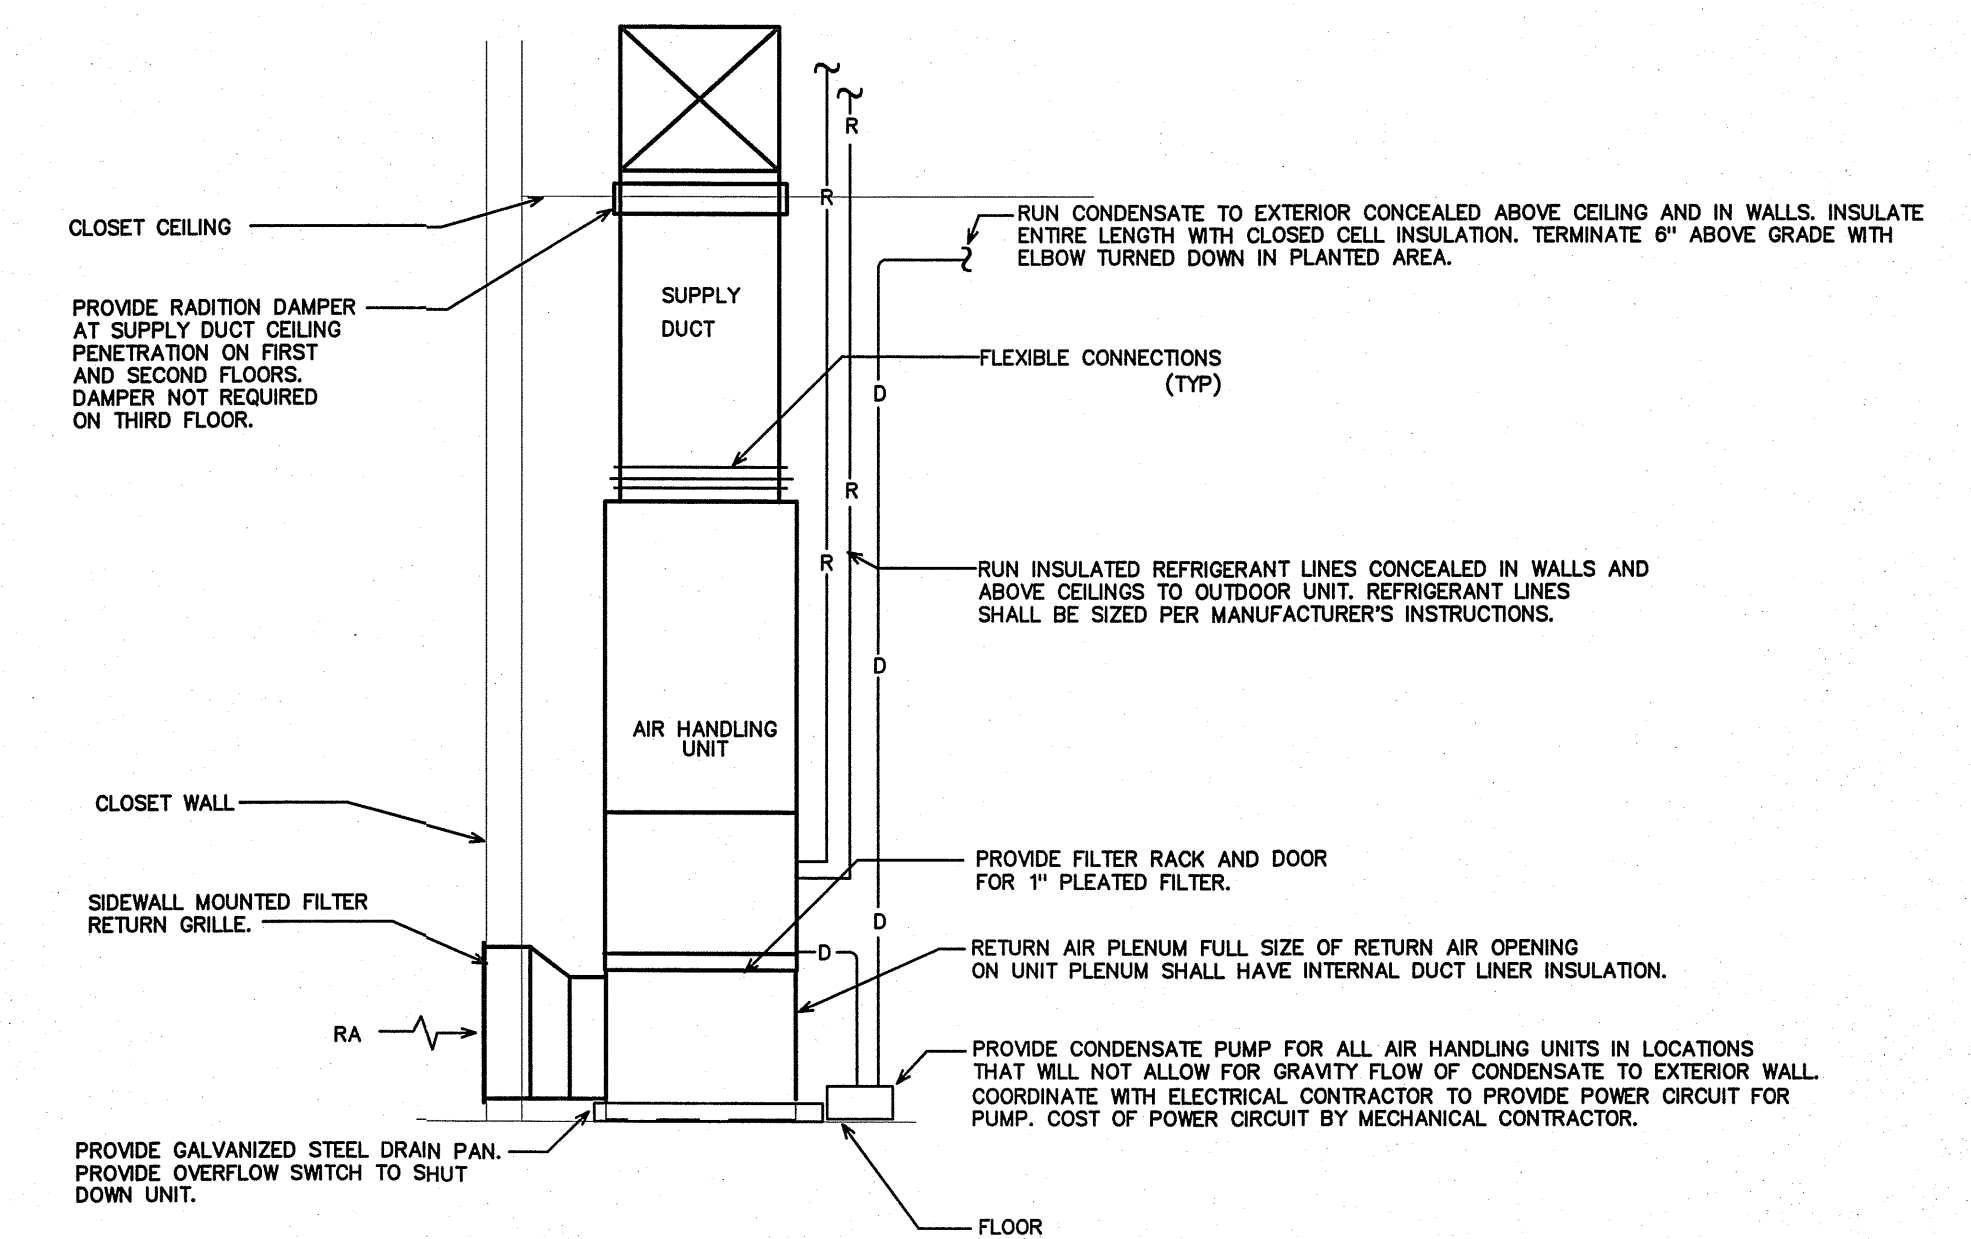 R
R
CLOSET CEILING
RUN CONDENSATE TO EXTERIOR CONCEALED ABOVE CEILING AND IN WALLS. INSULATE
ENTIRE LENGTH WITH CLOSED CELL INSULATION. TERMINATE 6" ABOVE GRADE WITH
ELBOW TURNED DOWN IN PLANTED AREA.
PROVIDE RADITION DAMPER
AT SUPPLY DUCT CEILING
PENETRATION ON FIRST
AND SECOND FLOORS.
DAMPER NOT REQUIRED
ON THIRD FLOOR.
SUPPLY
DUCT
FLEXIBLE CONNECTIONS
(TYP)
D
R
R
RUN INSULATED REFRIGERANT LINES CONCEALED IN WALLS AND
ABOVE CEILINGS TO OUTDOOR UNIT. REFRIGERANT LINES
SHALL BE SIZED PER MANUFACTURER'S INSTRUCTIONS.
D
AIR HANDLING
UNIT
CLOSET WALL
PROVIDE FILTER RACK AND DOOR
FOR 1" PLEATED FILTER.
SIDEWALL MOUNTED FILTER
RETURN GRILLE.
D
D
RETURN AIR PLENUM FULL SIZE OF RETURN AIR OPENING
ON UNIT PLENUM SHALL HAVE INTERNAL DUCT LINER INSULATION.
RA
PROVIDE CONDENSATE PUMP FOR ALL AIR HANDLING UNITS IN LOCATIONS
THAT WILL NOT ALLOW FOR GRAVITY FLOW OF CONDENSATE TO EXTERIOR WALL.
COORDINATE WITH ELECTRICAL CONTRACTOR TO PROVIDE POWER CIRCUIT FOR
PUMP. COST OF POWER CIRCUIT BY MECHANICAL CONTRACTOR.
PROVIDE GALVANIZED STEEL DRAIN PAN.
PROVIDE OVERFLOW SWITCH TO SHUT
DOWN UNIT.
FLOOR